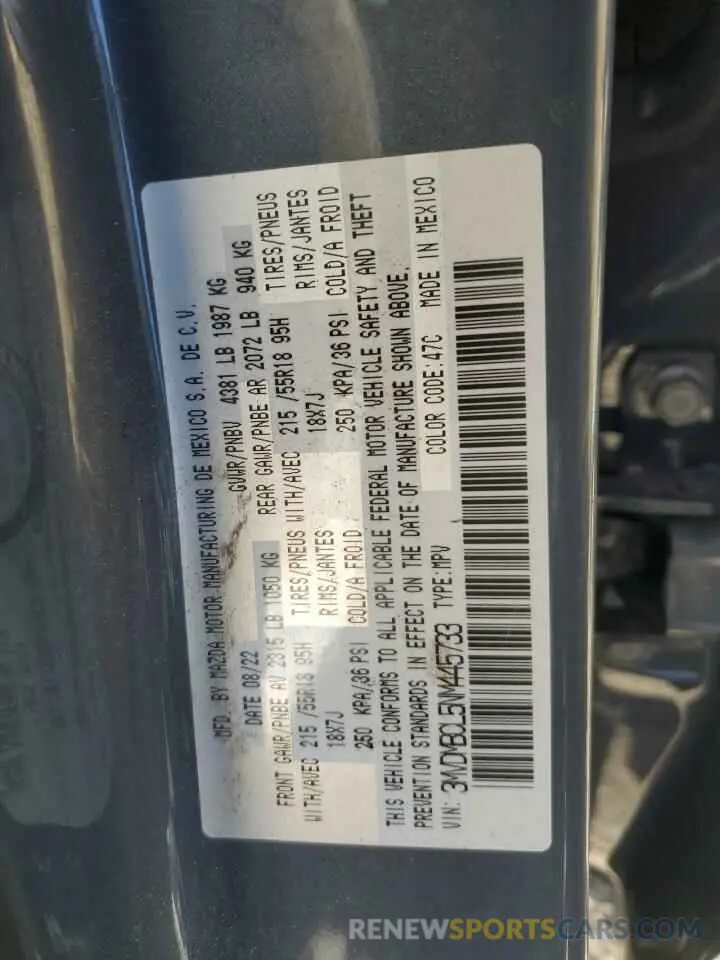 MFD. BY MAZDA MOTOR MANUFACTURING DE MEXICO S.A. DE C.V.
DATE 08/22 GVWR/PNBV 4381 LB 1987 KG
FRONT GAWR/PNBE AV 2315 LB 1050 KG REAR GAWR/PNBE AR 2072 LB 940 KG
WITH/AVEC 215 /55R18 95H TIRES/PNEUS WITH/AVEC 215 /55R18 95H TIRES/PNEUS
18X7J RIMS/JANTES 18X7J RIMS/JANTES
250 KPA/36 PSI COLD/A FROID 250 KPA/36 PSI COLD/A FROID
THIS VEHICLE CONFORMS TO ALL APPLICABLE FEDERAL MOTOR VEHICLE SAFETY AND THEFT
PREVENTION STANDARDS IN EFFECT ON THE DATE OF MANUFACTURE SHOWN ABOVE.
VIN: 3MVDMBCL5NM445733 TYPE:MPV COLOR CODE:47C MADE IN MEXICO
RENEWSPORTSCARS.COM